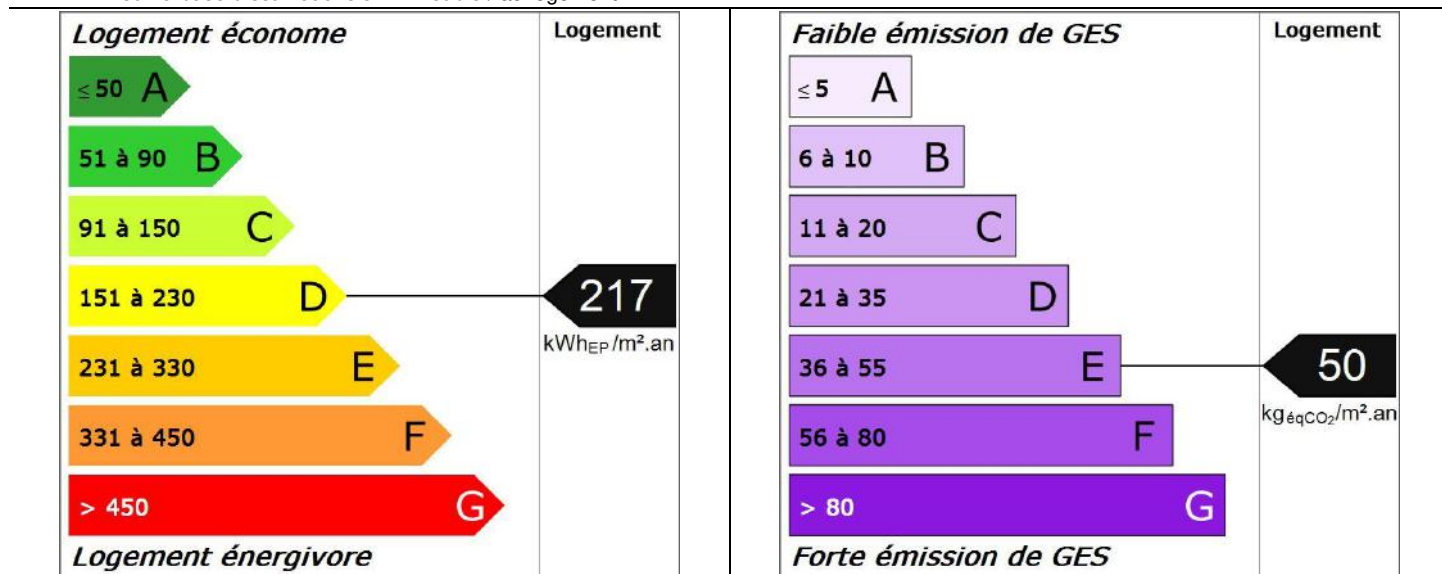 Logement économe
Logement
≤ 50 A
51 à 90 B
91 à 150 C
151 à 230 D
217
kWhEP/m².an
231 à 330 E
331 à 450 F
> 450 G
Logement énergivore
Faible émission de GES
Logement
≤ 5 A
6 à 10 B
11 à 20 C
21 à 35 D
36 à 55 E
50
kgéqCO2/m².an
56 à 80 F
> 80 G
Forte émission de GES